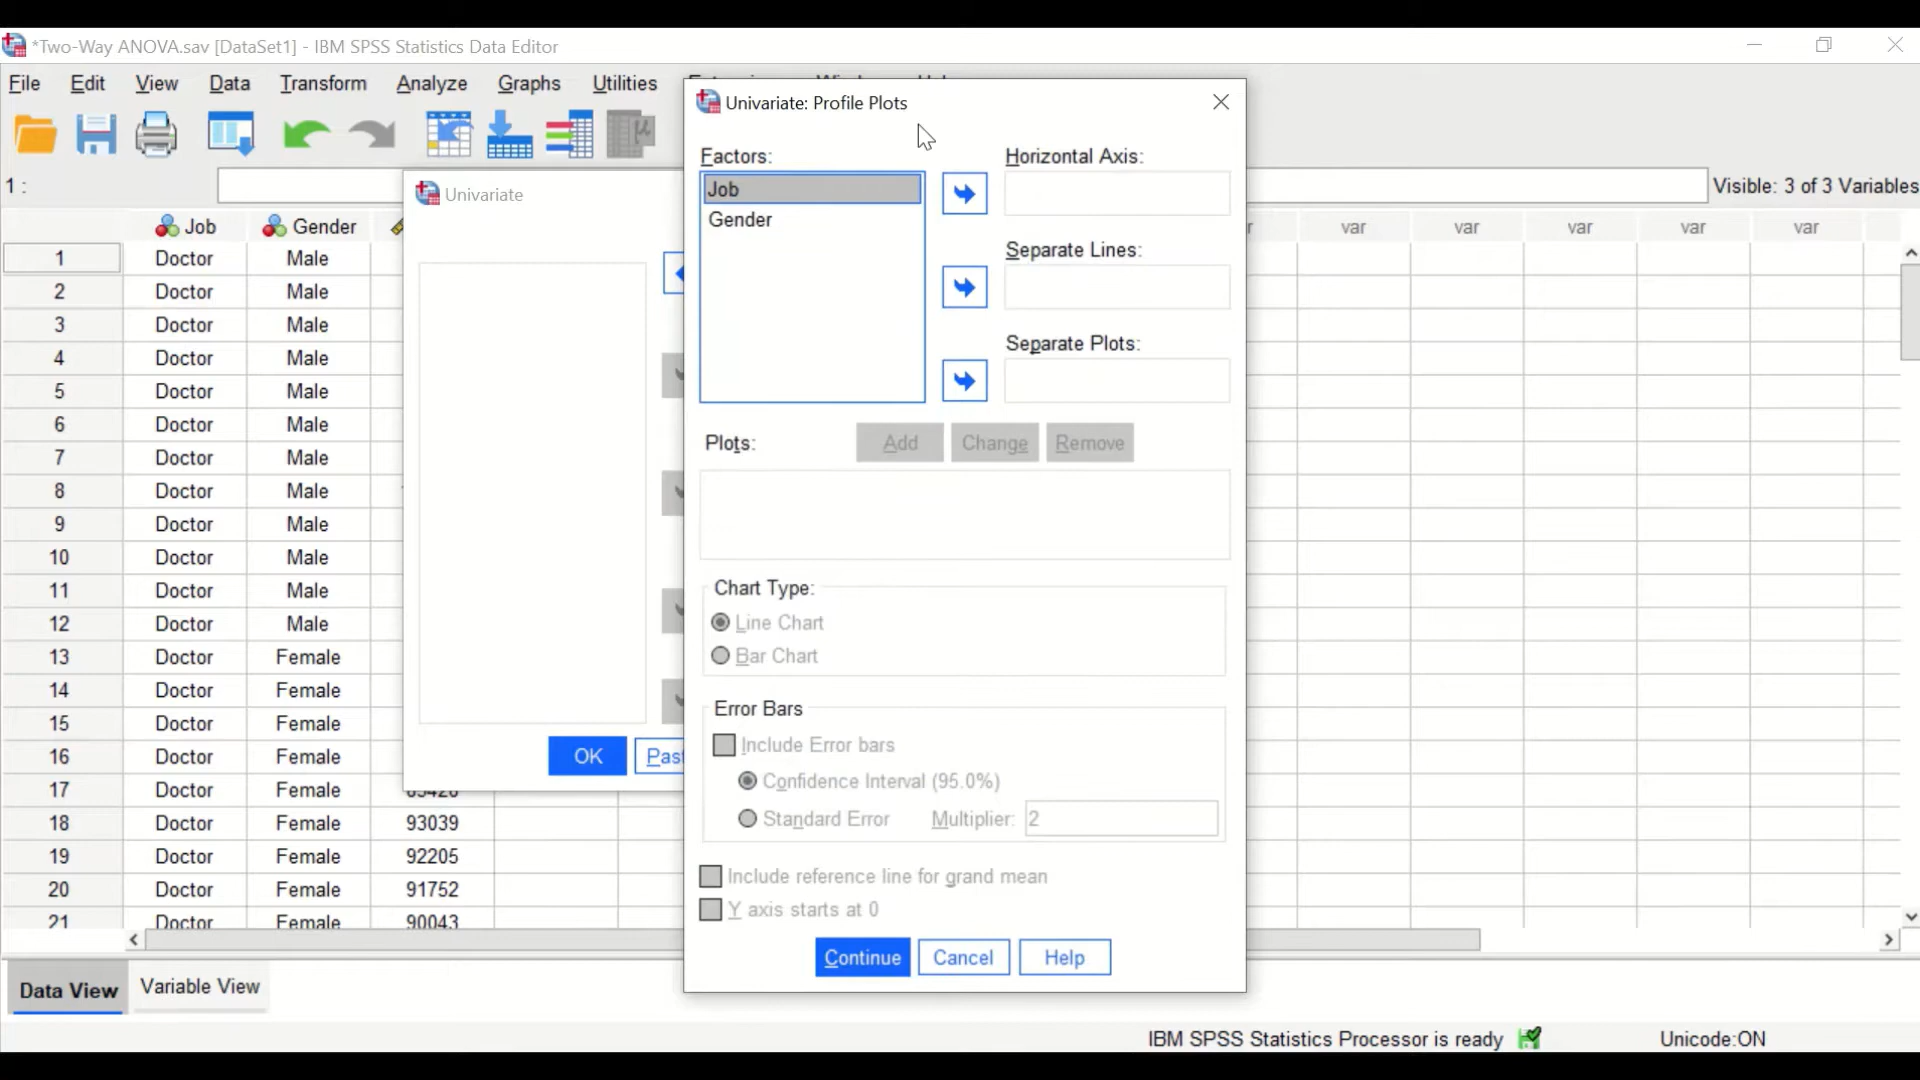 *Two-Way ANOVA.sav [DataSet1] - IBM SPSS Statistics Data Editor
File Edit View Data Transform Analyze Graphs Utilities
Univariate: Profile Plots
Factors: Horizontal Axis:
1 : Visible: 3 of 3 Variables
Univariate
Job
Gender
Separate Lines:
Job Gender var var var var var
1 Doctor Male
2 Doctor Male
3 Doctor Male
Separate Plots:
4 Doctor Male
5 Doctor Male
6 Doctor Male
Plots: Add Change Remove
7 Doctor Male
8 Doctor Male
9 Doctor Male
10 Doctor Male
11 Doctor Male
Chart Type:
12 Doctor Male
Line Chart
13 Doctor Female
Bar Chart
14 Doctor Female
15 Doctor Female
Error Bars
16 Doctor Female
OK Past
Include Error bars
17 Doctor Female
Confidence Interval (95.0%)
18 Doctor Female 93039
Standard Error Multiplier: 2
19 Doctor Female 92205
20 Doctor Female 91752
Include reference line for grand mean
21 Doctor Female 90043
Y axis starts at 0
Continue Cancel Help
Data View Variable View
IBM SPSS Statistics Processor is ready Unicode:ON